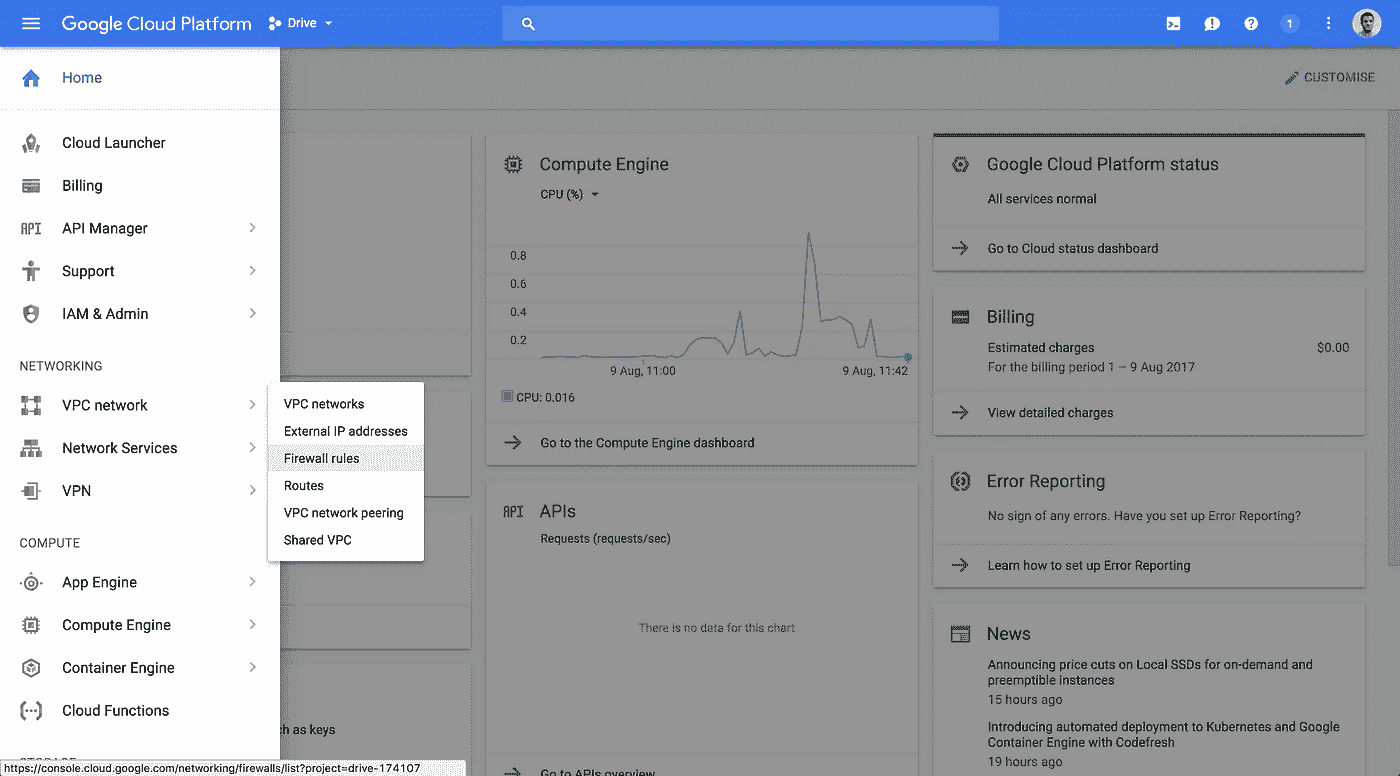 Google Cloud Platform
Drive
1
Home
CUSTOMISE
Cloud Launcher
Billing
API Manager
Support
IAM & Admin
NETWORKING
VPC network
Network Services
VPN
COMPUTE
App Engine
Compute Engine
Container Engine
Cloud Functions
STORAGE
VPC networks
External IP addresses
Firewall rules
Routes
VPC network peering
Shared VPC
ch as keys
Compute Engine
CPU (%)
0.8
0.6
0.4
0.2
9 Aug, 11:00
9 Aug, 11:42
CPU: 0.016
Go to the Compute Engine dashboard
API
APIs
Requests (requests/sec)
There is no data for this chart
Go to APIs overview
Google Cloud Platform status
All services normal
Go to Cloud status dashboard
Billing
Estimated charges
$0.00
For the billing period 1 – 9 Aug 2017
View detailed charges
Error Reporting
No sign of any errors. Have you set up Error Reporting?
Learn how to set up Error Reporting
News
Announcing price cuts on Local SSDs for on-demand and
preemptible instances
15 hours ago
Introducing automated deployment to Kubernetes and Google
Container Engine with Codefresh
19 hours ago
https://console.cloud.google.com/networking/firewalls/list?project=drive-174107